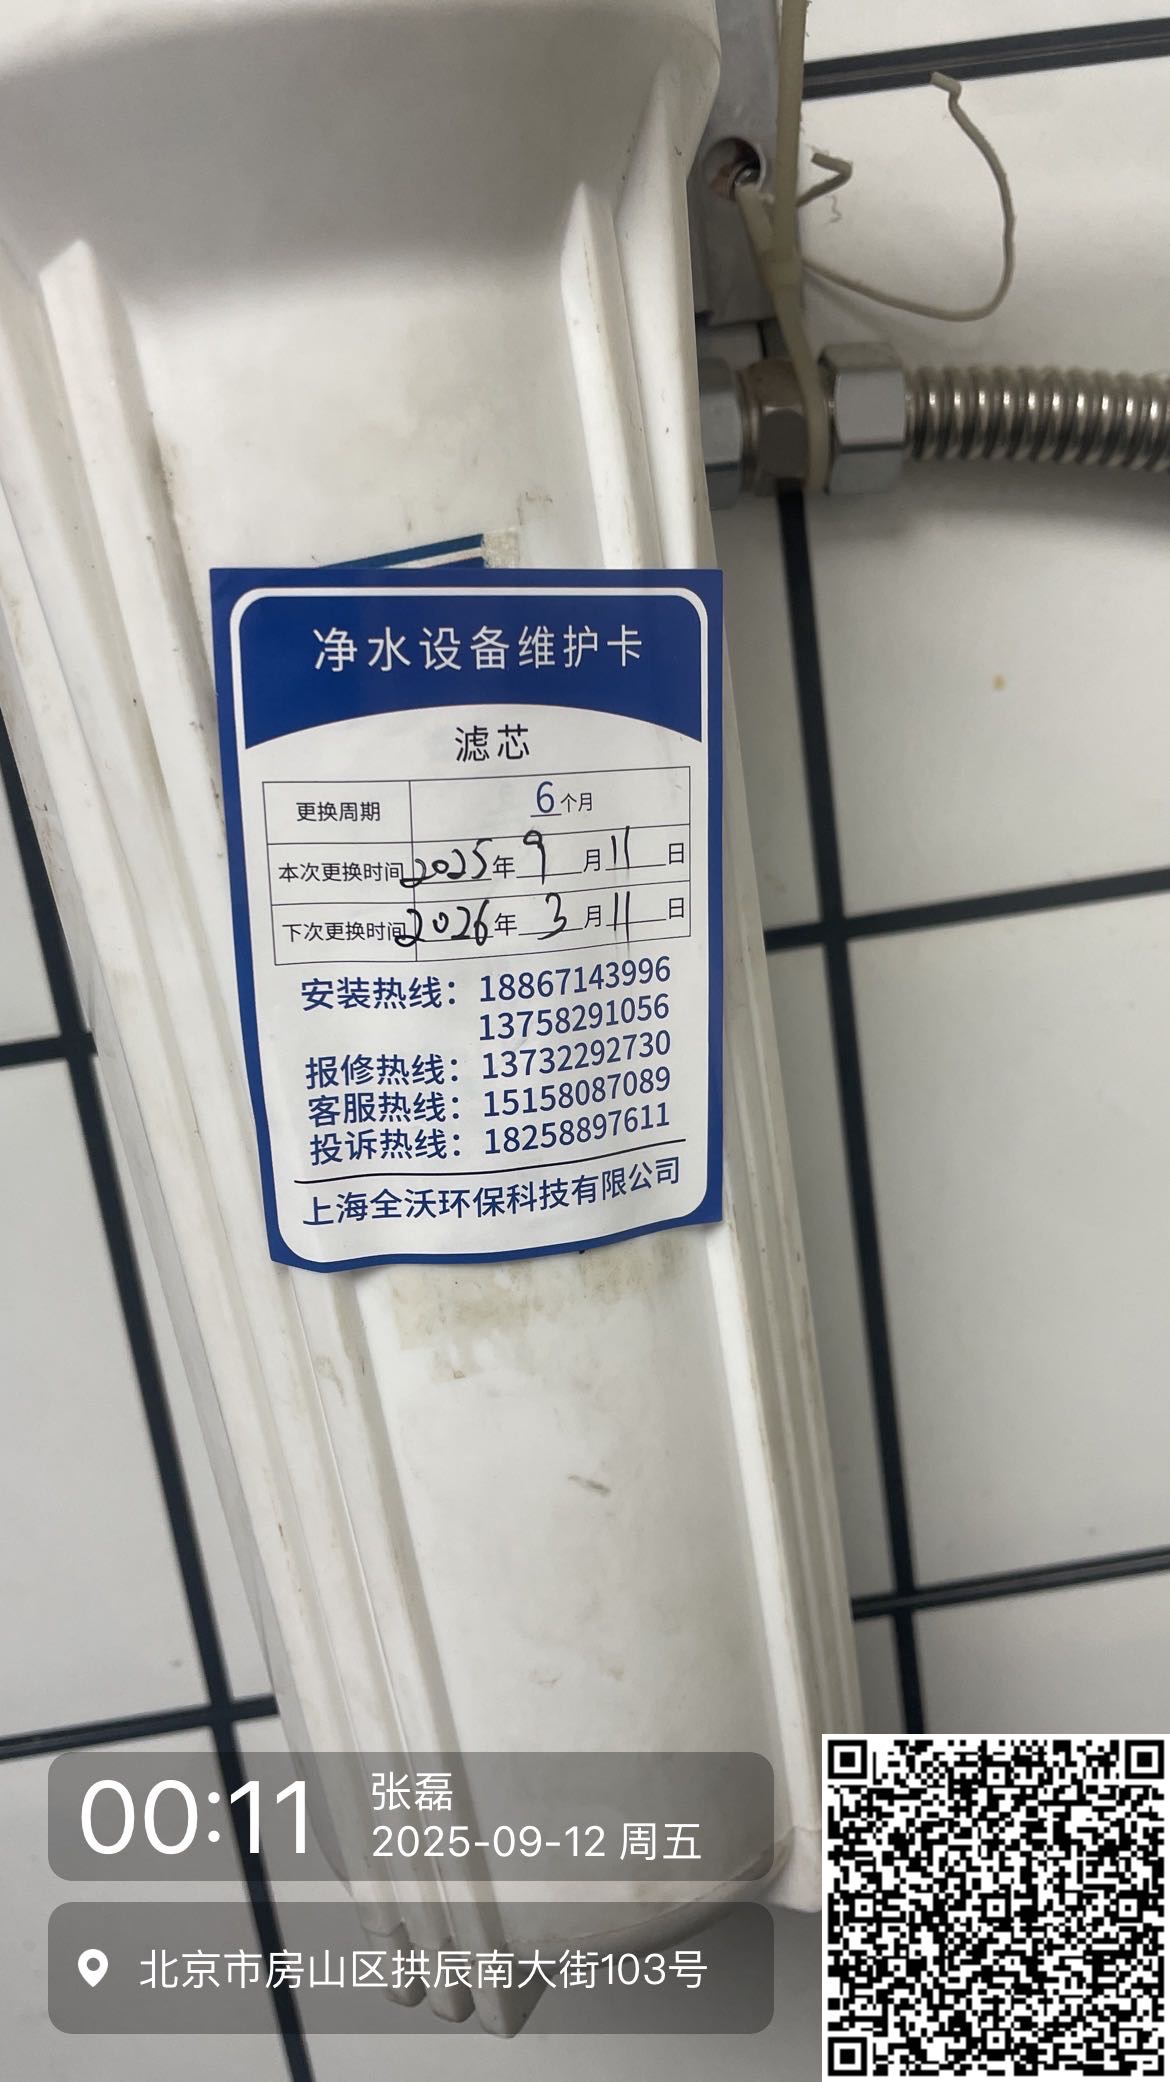 净水设备维护卡
滤芯
更换周期 6个月
本次更换时间 2025年9月11日
下次更换时间 2026年3月11日
安装热线：18867143996
13758291056
报修热线：13732292730
客服热线：15158087089
投诉热线：18258897611
上海全沃环保科技有限公司
00:11
张磊
2025-09-12 周五
北京市房山区拱辰南大街103号